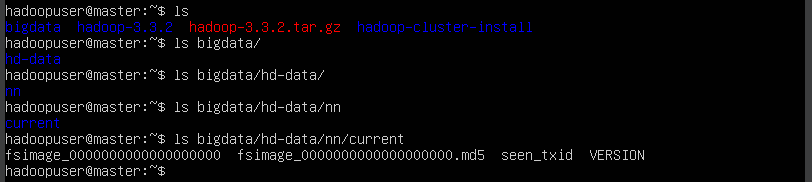 hadoopuser@master:~$ ls
bigdata hadoop-3.3.2 hadoop-3.3.2.tar.gz hadoop-cluster-install
hadoopuser@master:~$ ls bigdata/
hd-data
hadoopuser@master:~$ ls bigdata/hd-data/
nn
hadoopuser@master:~$ ls bigdata/hd-data/nn
current
hadoopuser@master:~$ ls bigdata/hd-data/nn/current
fsimage_0000000000000000000 fsimage_0000000000000000000.md5 seen_txid VERSION
hadoopuser@master:~$